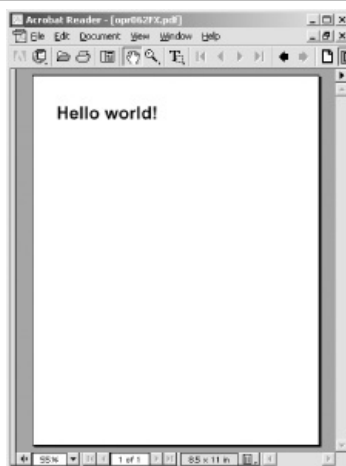 Acrobat Reader - [opr062FX.pdf]
File Edit Document View Window Help
Hello world!
55% 1 of 1 8.5 x 11 in